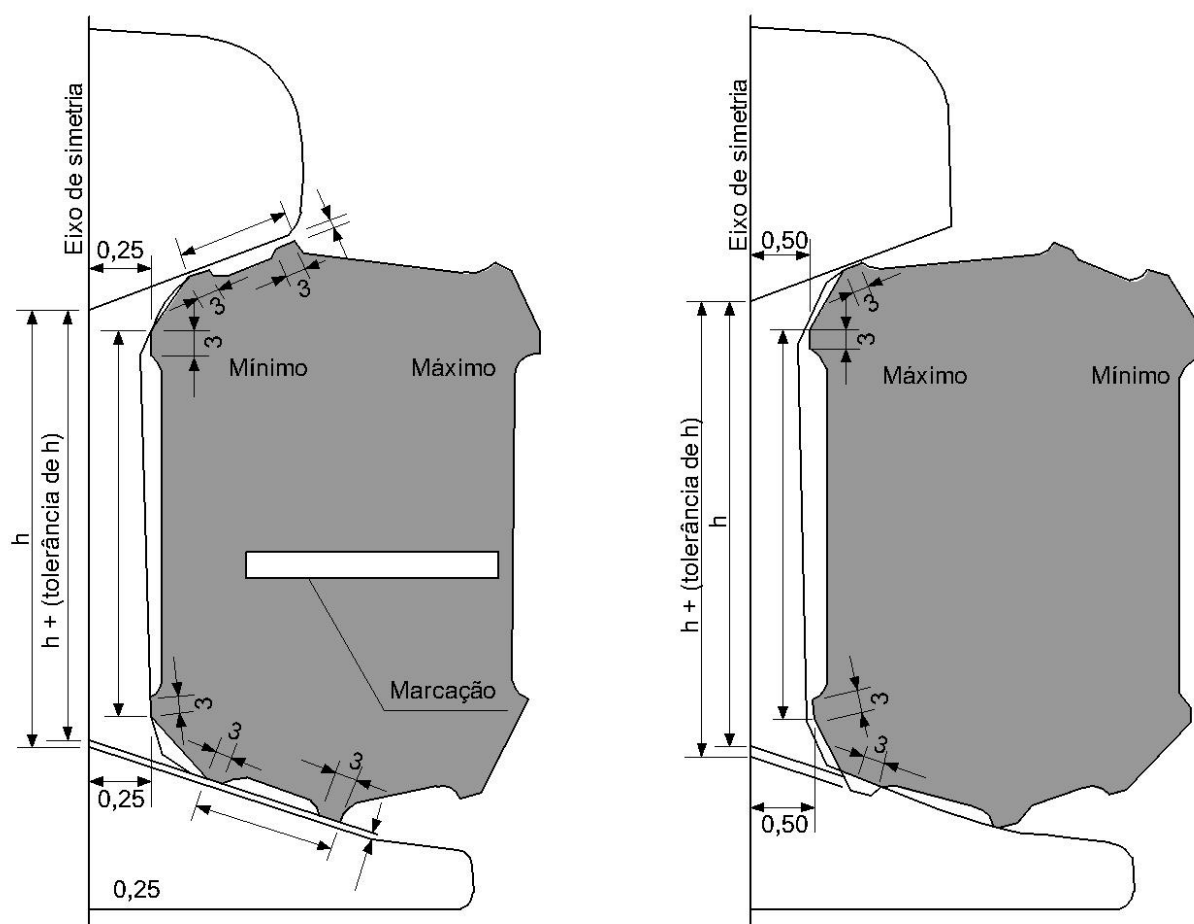 Eixo de simetria
0,25
3
3
3
Mínimo
Máximo
h
h + (tolerância de h)
Marcação
3
3
3
0,25
0,25
Eixo de simetria
0,50
3
3
Máximo
Mínimo
h + (tolerância de h)
h
3
3
0,50